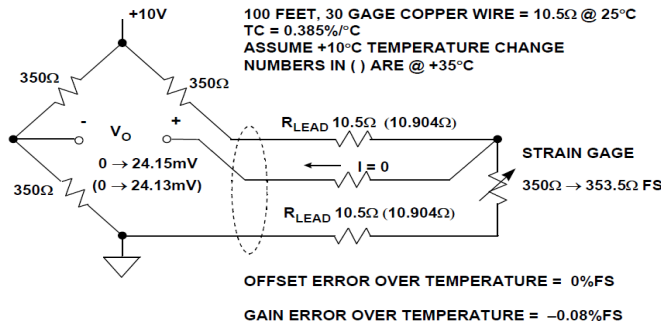 +10V
100 FEET, 30 GAGE COPPER WIRE = 10.5Ω @ 25°C
TC = 0.385%/°C
ASSUME +10°C TEMPERATURE CHANGE
NUMBERS IN ( ) ARE @ +35°C
350Ω
350Ω
-
VO
+
RLEAD 10.5Ω (10.904Ω)
0 → 24.15mV
(0 → 24.13mV)
I = 0
STRAIN GAGE
350Ω → 353.5Ω FS
350Ω
RLEAD 10.5Ω (10.904Ω)
OFFSET ERROR OVER TEMPERATURE = 0%FS
GAIN ERROR OVER TEMPERATURE = –0.08%FS